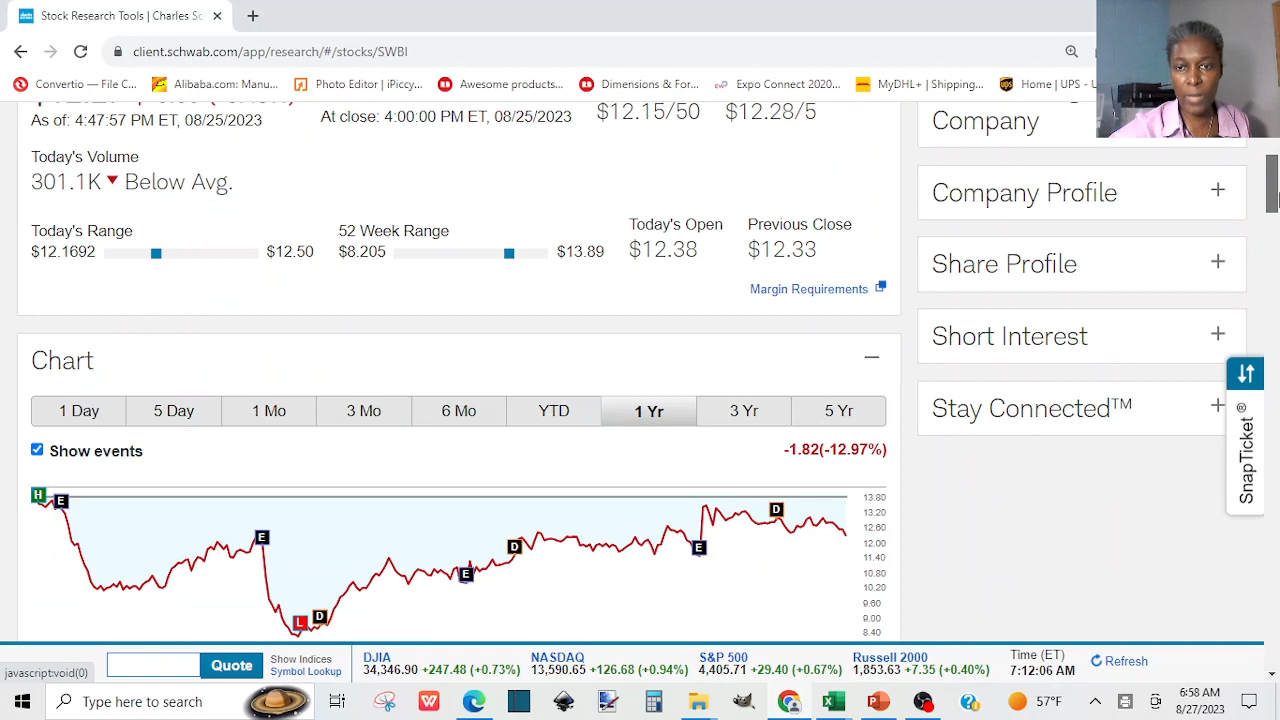 Stock Research Tools | Charles Sc
client.schwab.com/app/research/#/stocks/SWBI
Convertio — File C...
Alibaba.com: Manu...
Photo Editor | iFiccy...
Awesome products...
Dimensions & For...
Expo Connect 2020...
MyDHL+ | Shipping...
Home | UPS - U
As of: 4:47:57 PM ET, 08/25/2023
At close: 4:00:00 PM ET, 08/25/2023
$12.15/50
$12.28/5
Company
Today's Volume
301.1K Below Avg.
Company Profile
Today's Range
$12.1692 $12.50
52 Week Range
$8.205 $13.89
Today's Open
$12.38
Previous Close
$12.33
Share Profile
Margin Requirements
Short Interest
Chart
1 Day 5 Day 1 Mo 3 Mo 6 Mo YTD 1 Yr 3 Yr 5 Yr
Stay Connected™
Show events
-1.82(-12.97%)
SnapTicket®
H E E L D E D E D
13.80
13.20
12.60
12.00
11.40
10.80
10.20
9.60
9.00
8.40
javascript:void(0)
Quote
Show Indices
Symbol Lookup
DJIA
34,346.90 +247.48 (+0.73%)
NASDAQ
13,590.65 +126.68 (+0.94%)
S&P 500
4,405.71 +29.40 (+0.67%)
Russell 2000
1,853.63 +7.35 (+0.40%)
Time (ET)
7:12:06 AM
Refresh
Type here to search
57°F
6:58 AM
8/27/2023